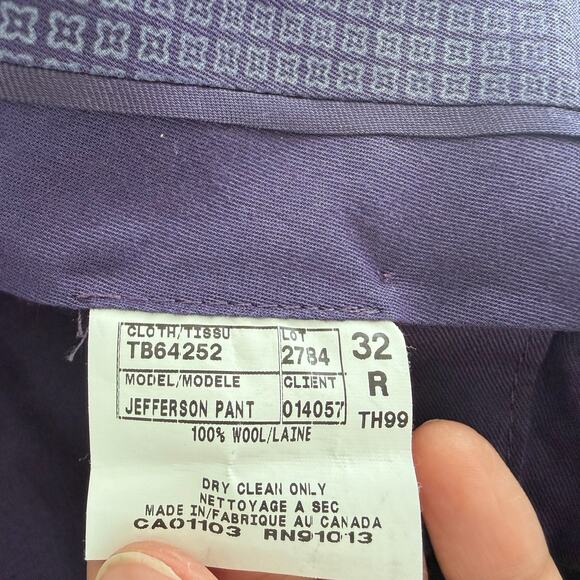 CLOTH/TISSU LOT 32
TB64252 2784
MODEL/MODELE CLIENT R
JEFFERSON PANT 014057 TH99
100% WOOL/LAINE
DRY CLEAN ONLY
NETTOYAGE A SEC
MADE IN/FABRIQUE AU CANADA
CA01103 RN91013